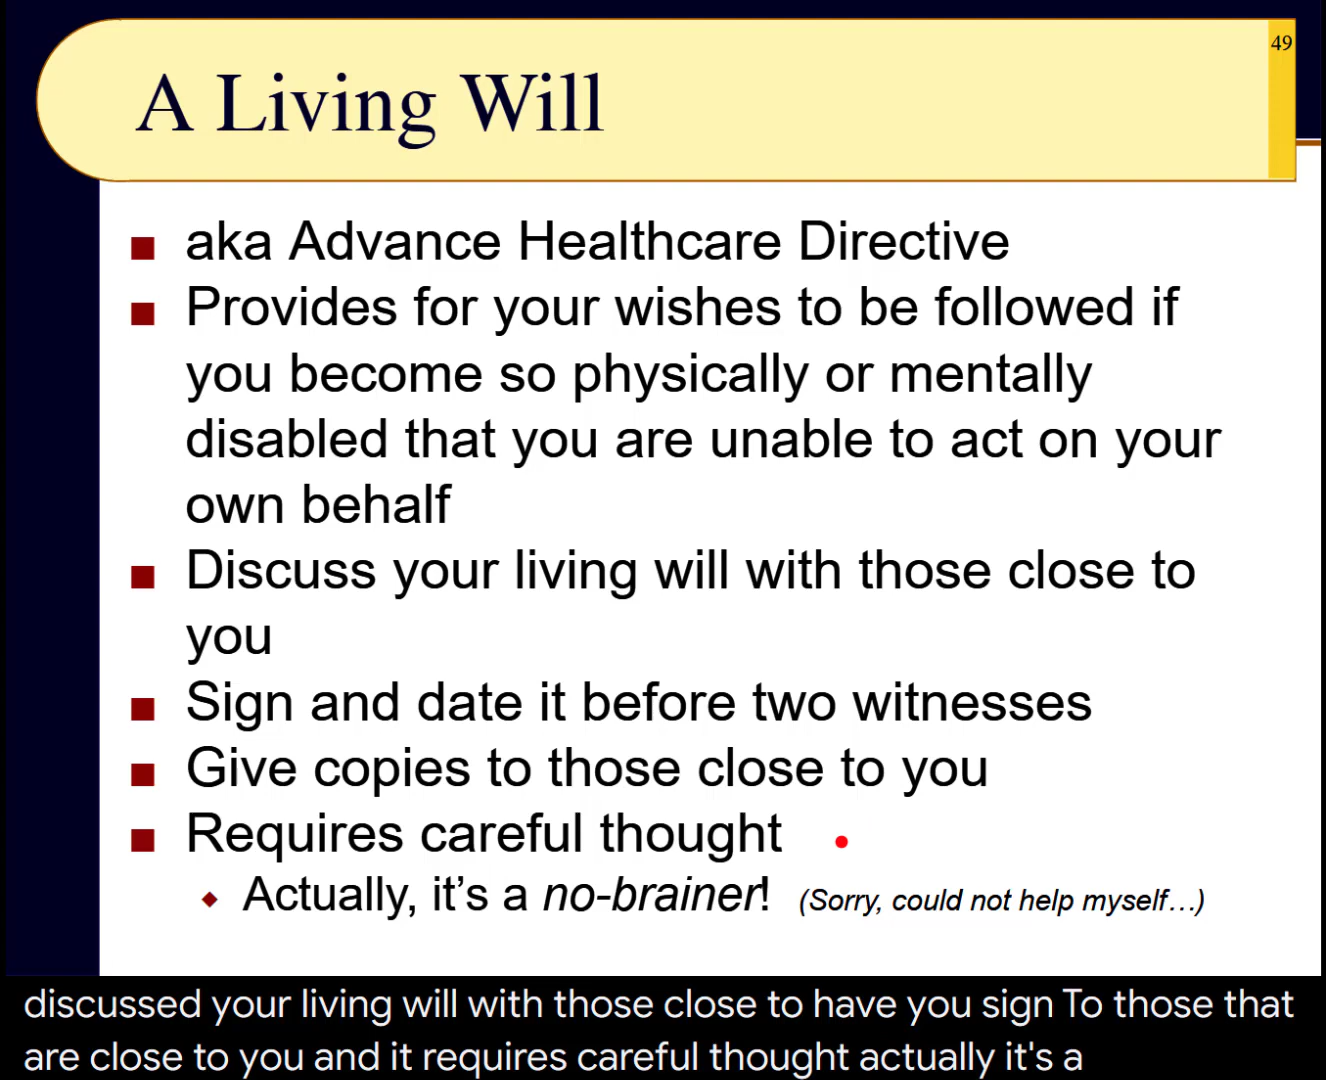 49
A Living Will
aka Advance Healthcare Directive
Provides for your wishes to be followed if
you become so physically or mentally
disabled that you are unable to act on your
own behalf
Discuss your living will with those close to
you
Sign and date it before two witnesses
Give copies to those close to you
Requires careful thought
Actually, it’s a no-brainer! (Sorry, could not help myself…)
discussed your living will with those close to have you sign To those that
are close to you and it requires careful thought actually it's a